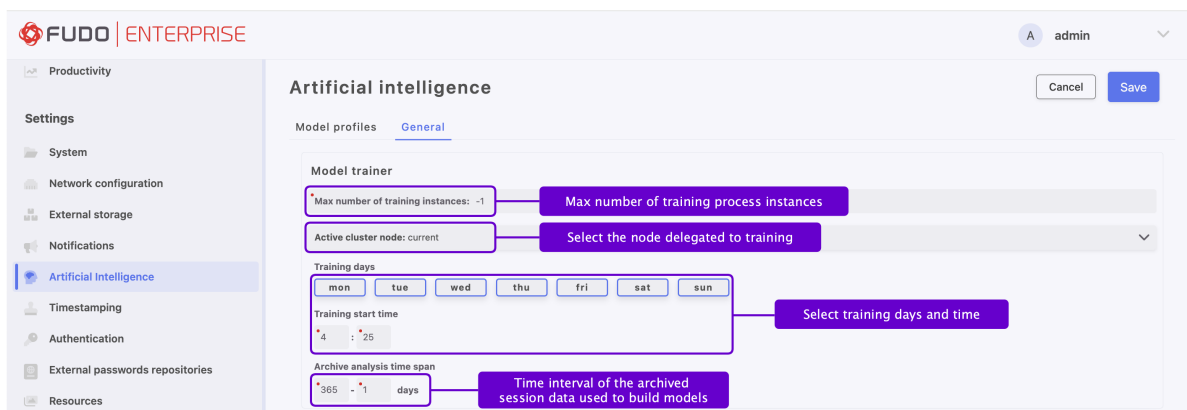 FUDO ENTERPRISE
A admin
Productivity
Settings
System
Network configuration
External storage
Notifications
Artificial Intelligence
Timestamping
Authentication
External passwords repositories
Resources
Artificial intelligence
Cancel Save
Model profiles General
Model trainer
*Max number of training instances: -1
Max number of training process instances
Active cluster node: current
Select the node delegated to training
Training days
mon tue wed thu fri sat sun
Training start time
*4 : *25
Select training days and time
Archive analysis time span
*365 - *1 days
Time interval of the archived
session data used to build models